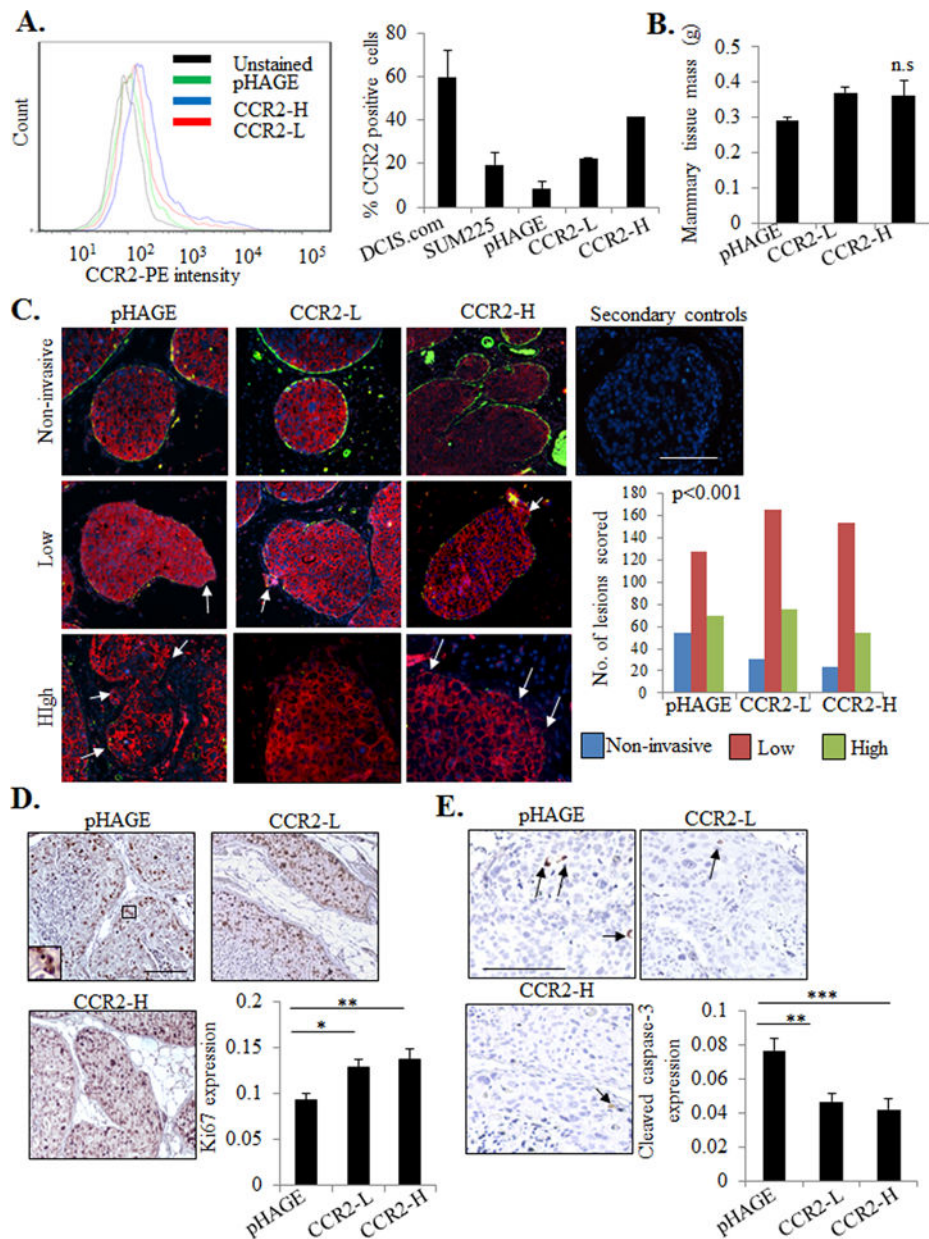 A.
Unstained
pHAGE
CCR2-H
CCR2-L
Count
10¹ 10² 10³ 10⁴ 10⁵
CCR2-PE intensity
% CCR2 positive cells
80
60
40
20
0
DCIS.com
SUM225
pHAGE
CCR2-L
CCR2-H
B.
Mammary tissue mass (g)
0.5
0.4
0.3
0.2
0.1
0
n.s
pHAGE
CCR2-L
CCR2-H
C.
pHAGE
CCR2-L
CCR2-H
Secondary controls
Non-invasive
Low
HIgh
p<0.001
No. of lesions scored
180
160
140
120
100
80
60
40
20
0
pHAGE CCR2-L CCR2-H
Non-invasive Low High
D.
pHAGE
CCR2-L
CCR2-H
Ki67 expression
0.2
0.15
0.1
0.05
0
**
*
pHAGE
CCR2-L
CCR2-H
E.
pHAGE
CCR2-L
CCR2-H
Cleaved caspase-3
expression
0.1
0.08
0.06
0.04
0.02
0
***
**
pHAGE
CCR2-L
CCR2-H